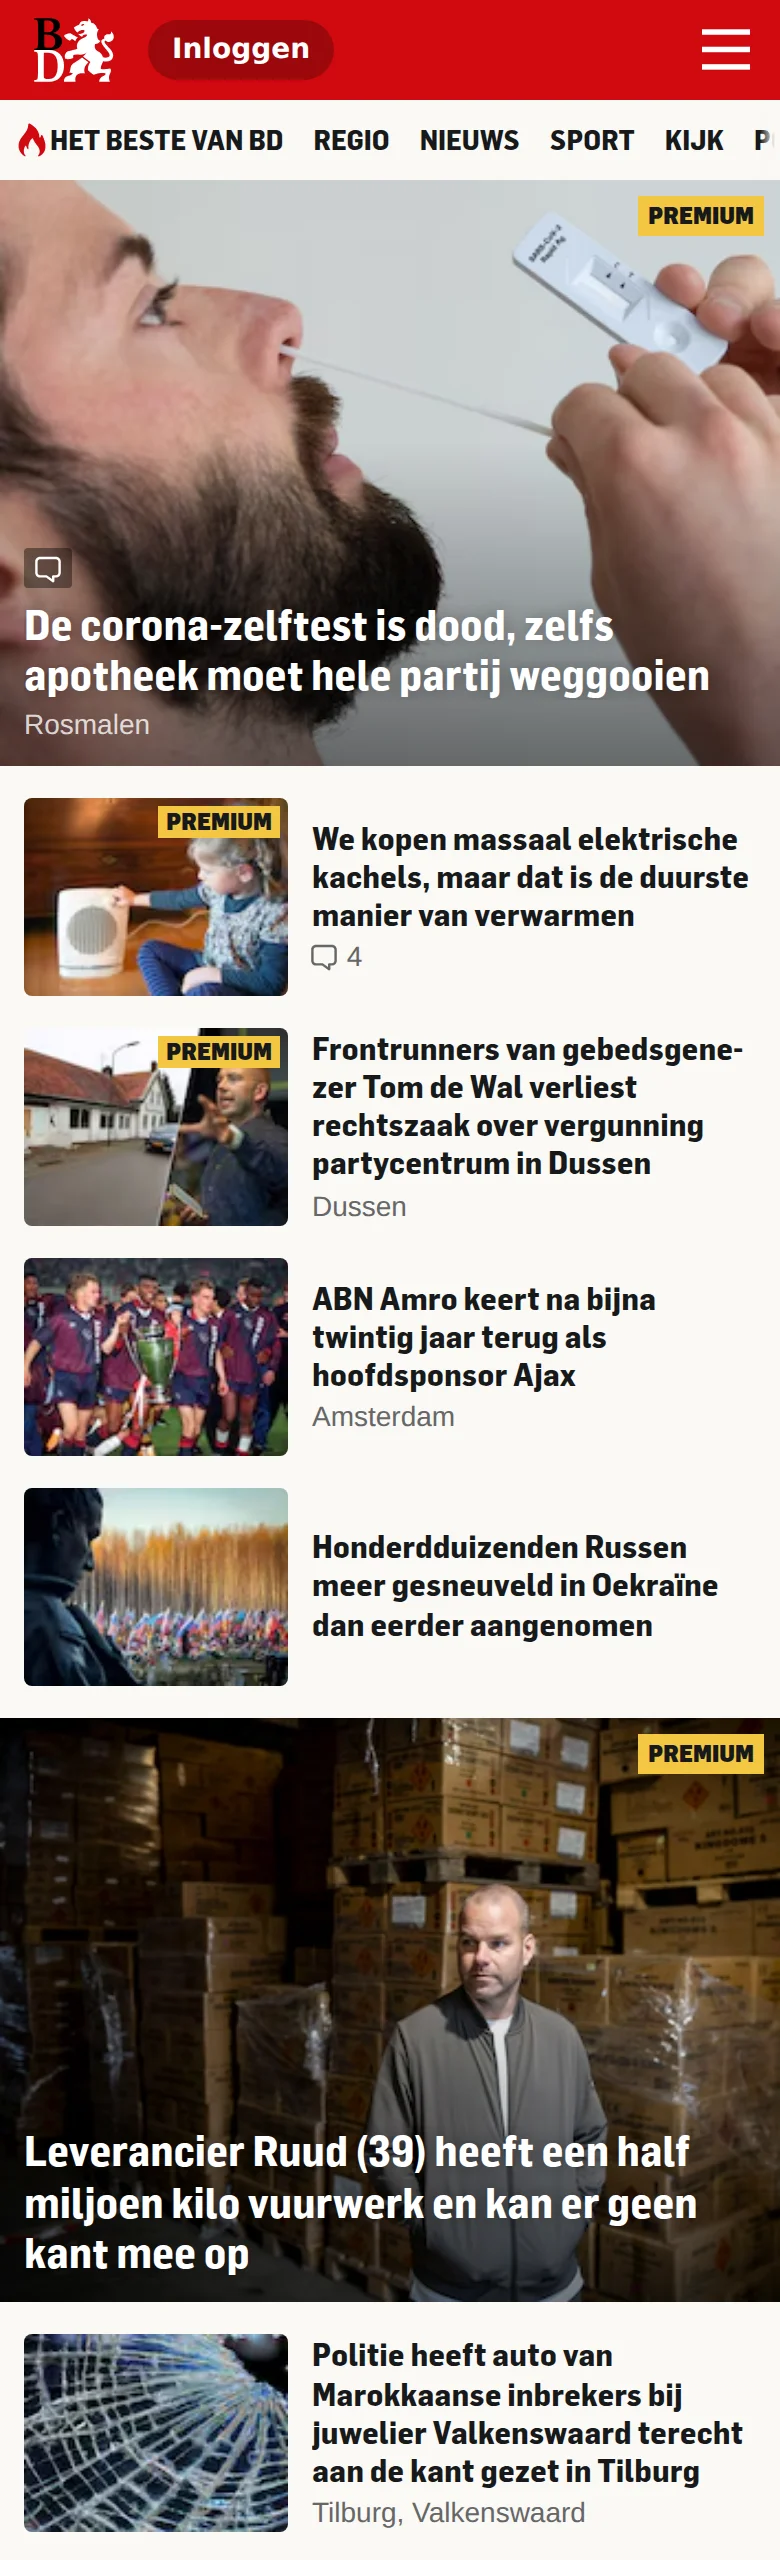 B
D
Inloggen
HET BESTE VAN BD REGIO NIEUWS SPORT KIJK
PREMIUM
SARS-CoV-2
Rapid Ag
De corona-zelftest is dood, zelfs
apotheek moet hele partij weggooien
Rosmalen
PREMIUM
We kopen massaal elektrische
kachels, maar dat is de duurste
manier van verwarmen
4
PREMIUM
Frontrunners van gebedsgene-
zer Tom de Wal verliest
rechtszaak over vergunning
partycentrum in Dussen
Dussen
ABN Amro keert na bijna
twintig jaar terug als
hoofdsponsor Ajax
Amsterdam
Honderdduizenden Russen
meer gesneuveld in Oekraïne
dan eerder aangenomen
PREMIUM
Leverancier Ruud (39) heeft een half
miljoen kilo vuurwerk en kan er geen
kant mee op
Politie heeft auto van
Marokkaanse inbrekers bij
juwelier Valkenswaard terecht
aan de kant gezet in Tilburg
Tilburg, Valkenswaard